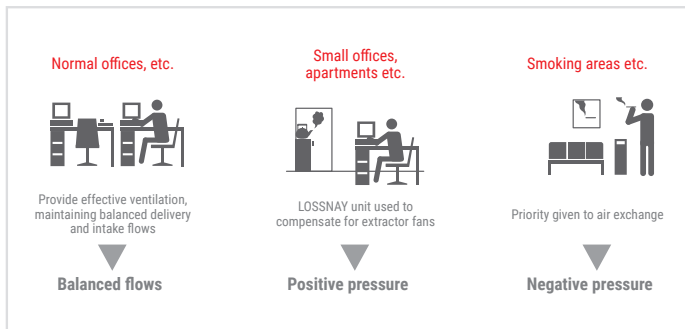 Normal offices, etc.
Provide effective ventilation,
maintaining balanced delivery
and intake flows
Balanced flows
Small offices,
apartments etc.
LOSSNAY unit used to
compensate for extractor fans
Positive pressure
Smoking areas etc.
Priority given to air exchange
Negative pressure